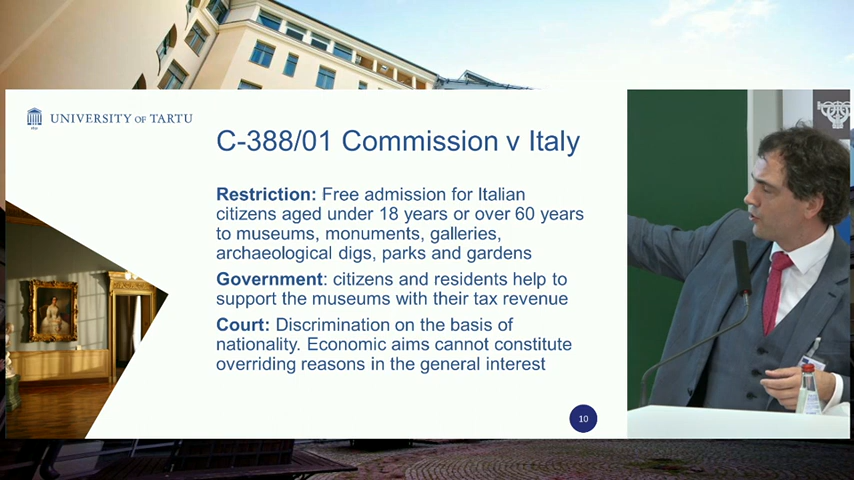 UNIVERSITY OF TARTU
C-388/01 Commission v Italy
Restriction: Free admission for Italian
citizens aged under 18 years or over 60 years
to museums, monuments, galleries,
archaeological digs, parks and gardens
Government: citizens and residents help to
support the museums with their tax revenue
Court: Discrimination on the basis of
nationality. Economic aims cannot constitute
overriding reasons in the general interest
10